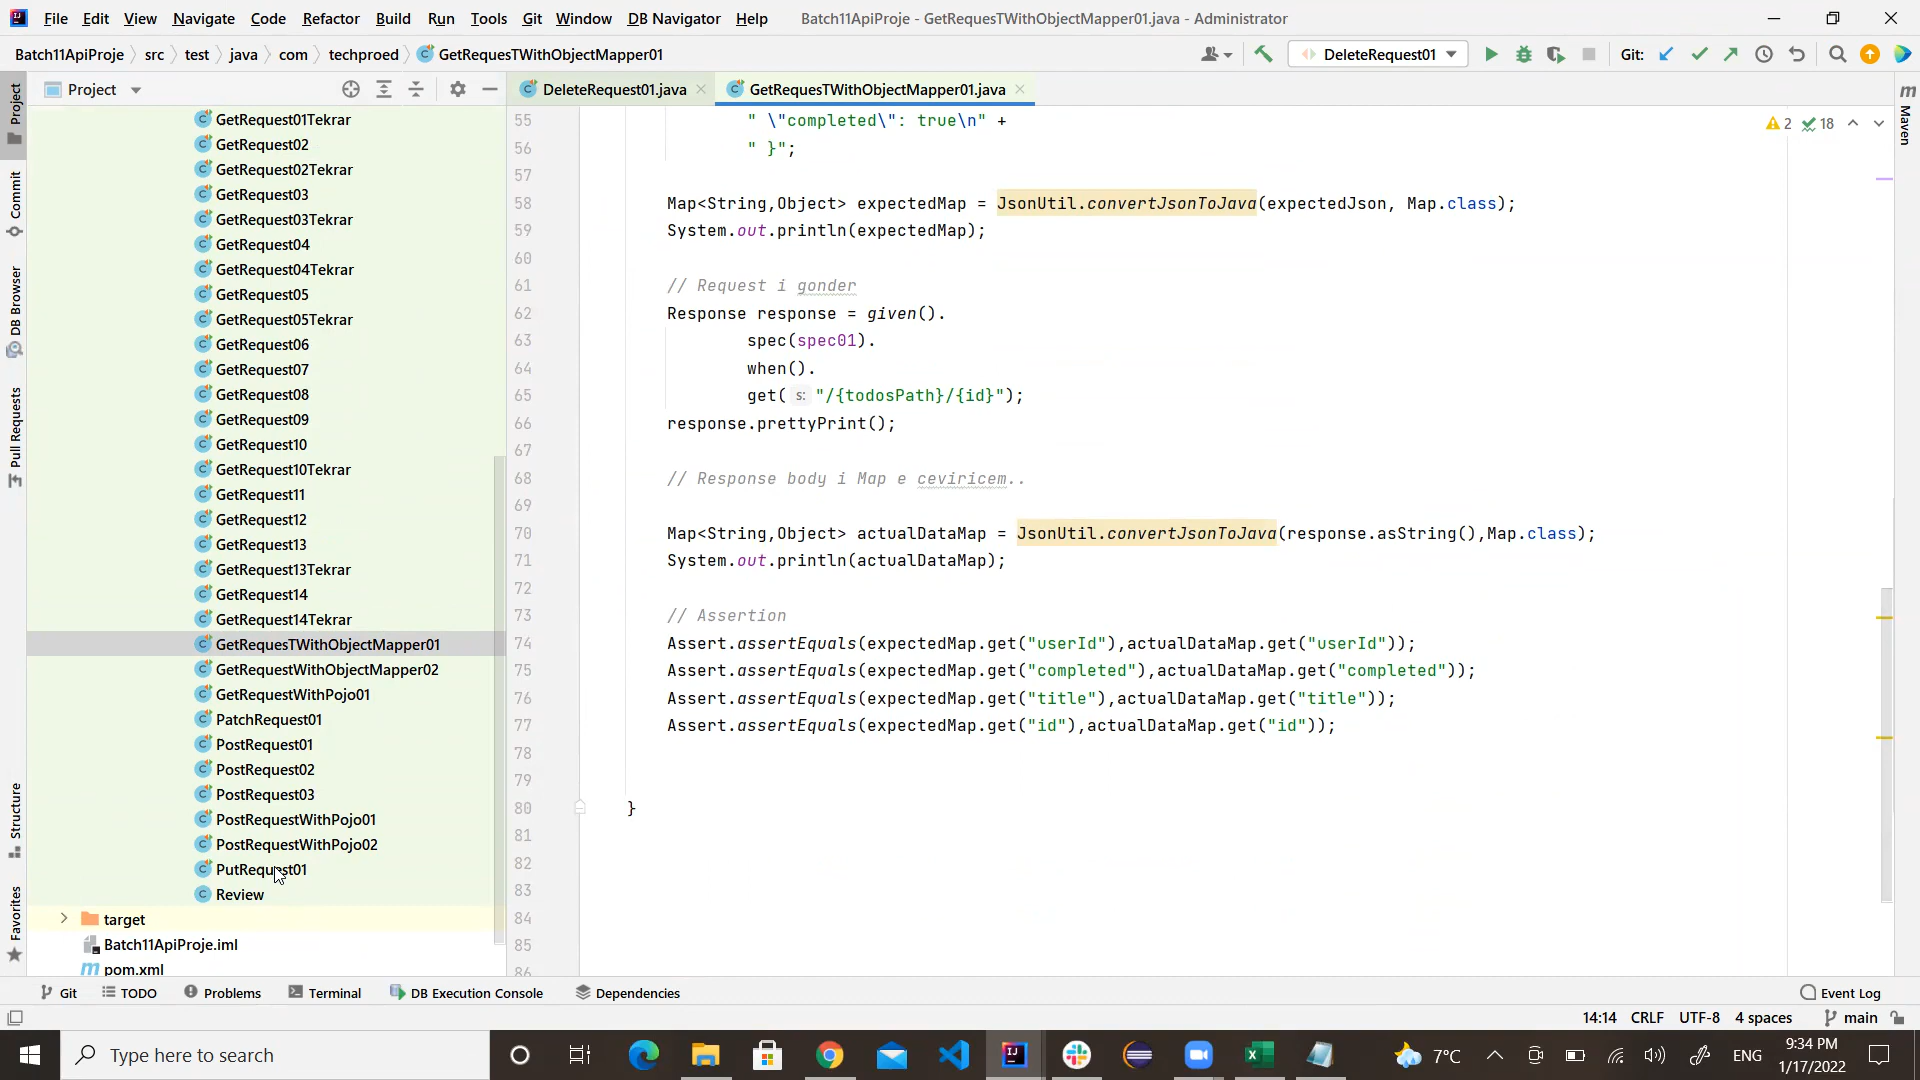 File Edit View Navigate Code Refactor Build Run Tools Git Window DB Navigator Help Batch11ApiProje - GetRequesTWithObjectMapper01.java - Administrator
Batch11ApiProje src test java com techproed GetRequesTWithObjectMapper01 DeleteRequest01 Git:
Project DeleteRequest01.java GetRequesTWithObjectMapper01.java
Project
Commit
DB Browser
Pull Requests
Structure
Favorites
GetRequest01Tekrar
GetRequest02
GetRequest02Tekrar
GetRequest03
GetRequest03Tekrar
GetRequest04
GetRequest04Tekrar
GetRequest05
GetRequest05Tekrar
GetRequest06
GetRequest07
GetRequest08
GetRequest09
GetRequest10
GetRequest10Tekrar
GetRequest11
GetRequest12
GetRequest13
GetRequest13Tekrar
GetRequest14
GetRequest14Tekrar
GetRequesTWithObjectMapper01
GetRequestWithObjectMapper02
GetRequestWithPojo01
PatchRequest01
PostRequest01
PostRequest02
PostRequest03
PostRequestWithPojo01
PostRequestWithPojo02
PutRequest01
Review
target
Batch11ApiProje.iml
pom.xml
55 " \"completed\": true\n" +
56 " }";
57
58 Map<String,Object> expectedMap = JsonUtil.convertJsonToJava(expectedJson, Map.class);
59 System.out.println(expectedMap);
60
61 // Request i gonder
62 Response response = given().
63 spec(spec01).
64 when().
65 get( s: "/{todosPath}/{id}");
66 response.prettyPrint();
67
68 // Response body i Map e ceviricem..
69
70 Map<String,Object> actualDataMap = JsonUtil.convertJsonToJava(response.asString(),Map.class);
71 System.out.println(actualDataMap);
72
73 // Assertion
74 Assert.assertEquals(expectedMap.get("userId"),actualDataMap.get("userId"));
75 Assert.assertEquals(expectedMap.get("completed"),actualDataMap.get("completed"));
76 Assert.assertEquals(expectedMap.get("title"),actualDataMap.get("title"));
77 Assert.assertEquals(expectedMap.get("id"),actualDataMap.get("id"));
78
79
80 }
81
82
83
84
85
86
2 18
m Maven
Git TODO Problems Terminal DB Execution Console Dependencies Event Log
14:14 CRLF UTF-8 4 spaces main
Type here to search 7°C ENG 9:34 PM
1/17/2022